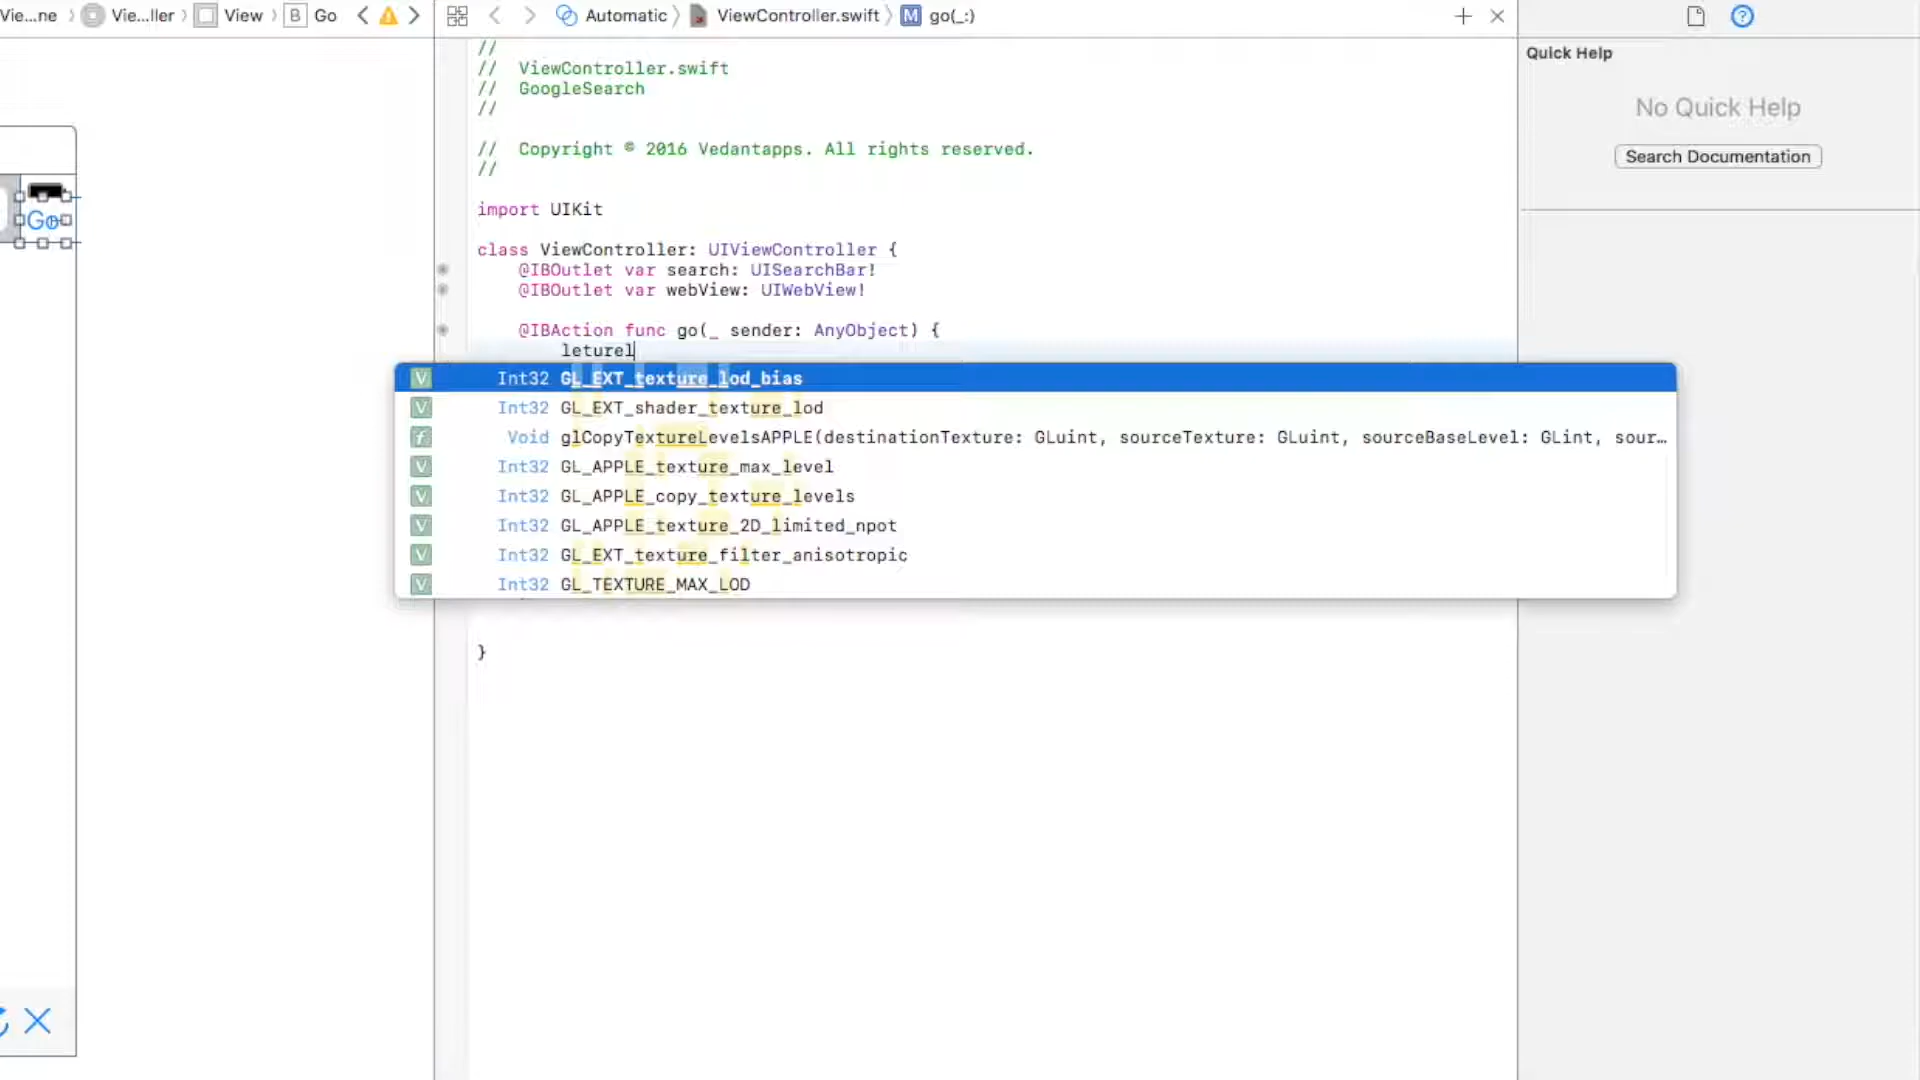 Vie...ne Vie...ller View B Go Automatic ViewController.swift M go(_:)
Quick Help
No Quick Help
Search Documentation
Go
//
//  ViewController.swift
//  GoogleSearch
//
//  Copyright © 2016 Vedantapps. All rights reserved.
//
import UIKit
class ViewController: UIViewController {
@IBOutlet var search: UISearchBar!
@IBOutlet var webView: UIWebView!
@IBAction func go(_ sender: AnyObject) {
leturel
V Int32 GL_EXT_texture_lod_bias
V Int32 GL_EXT_shader_texture_lod
f Void glCopyTextureLevelsAPPLE(destinationTexture: GLuint, sourceTexture: GLuint, sourceBaseLevel: GLint, sour...
V Int32 GL_APPLE_texture_max_level
V Int32 GL_APPLE_copy_texture_levels
V Int32 GL_APPLE_texture_2D_limited_npot
V Int32 GL_EXT_texture_filter_anisotropic
V Int32 GL_TEXTURE_MAX_LOD
}